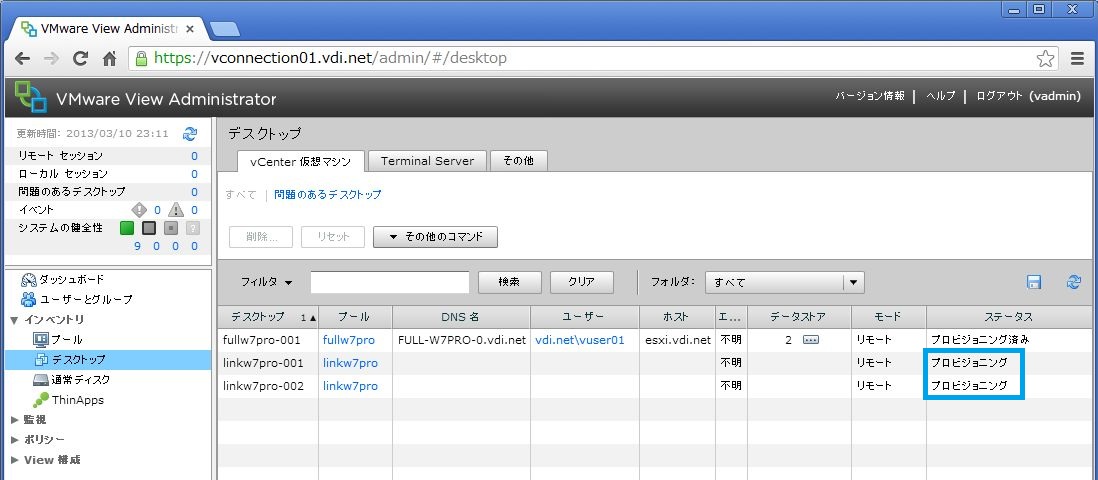 VMware View Administr
https://vconnection01.vdi.net/admin/#/desktop
VMware View Administrator
バージョン情報 | ヘルプ | ログアウト (vadmin)
更新時間: 2013/03/10 23:11
リモート セッション 0
ローカル セッション 0
問題のあるデスクトップ 0
イベント 0 0
システムの健全性 ?
9 0 0 0
ダッシュボード
ユーザーとグループ
インベントリ
プール
デスクトップ
通常ディスク
ThinApps
監視
ポリシー
View 構成
デスクトップ
vCenter 仮想マシン Terminal Server その他
すべて | 問題のあるデスクトップ
削除... リセット その他のコマンド
フィルタ 検索 クリア フォルダ: すべて
デスクトップ 1▲ プール DNS 名 ユーザー ホスト エ... データストア モード ステータス
fullw7pro-001 fullw7pro FULL-W7PRO-0.vdi.net vdi.net\vuser01 esxi.vdi.net 不明 2 ... リモート プロビジョニング済み
linkw7pro-001 linkw7pro 不明 リモート プロビジョニング
linkw7pro-002 linkw7pro 不明 リモート プロビジョニング